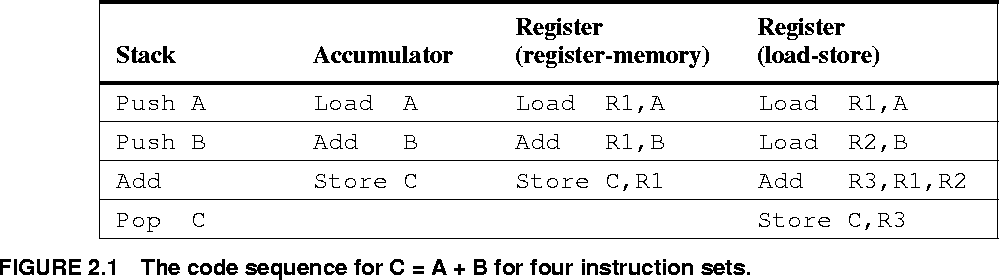 Register Register
Stack Accumulator (register-memory) (load-store)
Push A Load A Load R1,A Load R1,A
Push B Add B Add R1,B Load R2,B
Add Store C Store C,R1 Add R3,R1,R2
Pop C Store C,R3
FIGURE 2.1 The code sequence for C = A + B for four instruction sets.